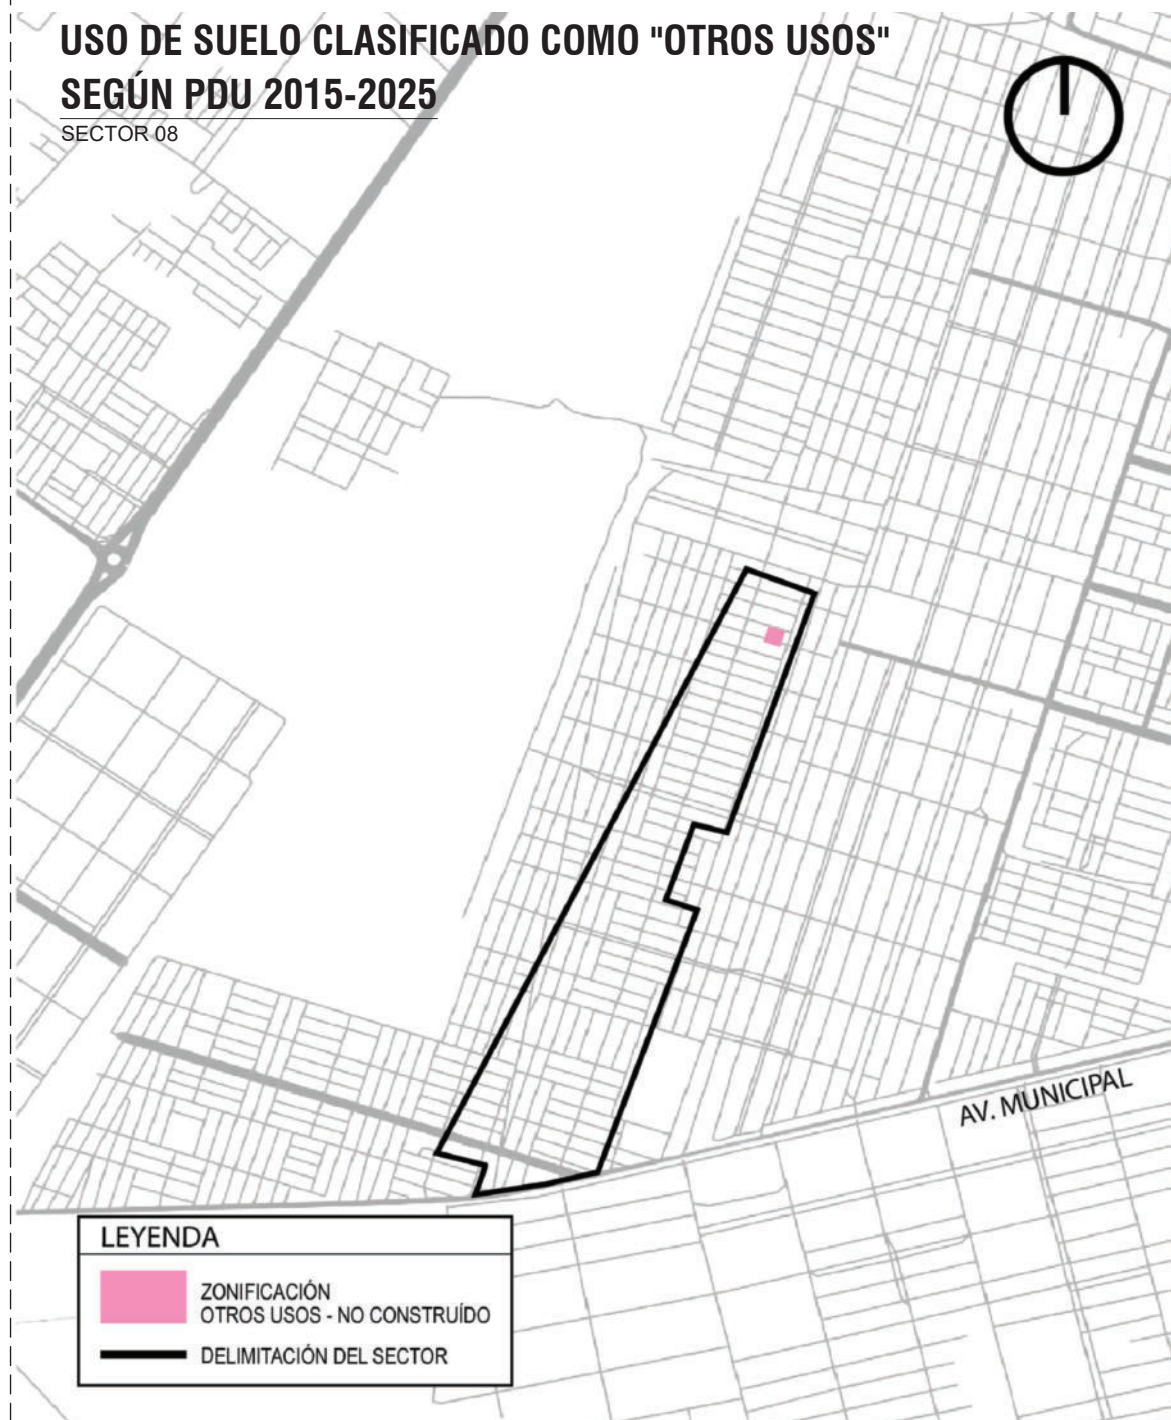 USO DE SUELO CLASIFICADO COMO "OTROS USOS"
SEGÚN PDU 2015-2025
SECTOR 08
AV. MUNICIPAL
LEYENDA
ZONIFICACIÓN
OTROS USOS - NO CONSTRUÍDO
DELIMITACIÓN DEL SECTOR